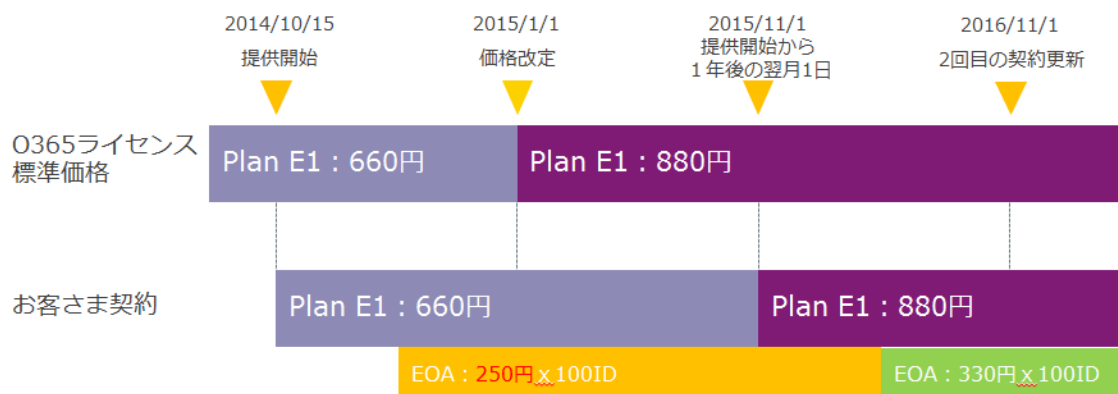 2014/10/15
提供開始
2015/1/1
価格改定
2015/11/1
提供開始から
１年後の翌月1日
2016/11/1
2回目の契約更新
O365ライセンス
標準価格
Plan E1：660円
Plan E1：880円
お客さま契約
Plan E1：660円
Plan E1：880円
EOA：250円 x 100ID
EOA：330円 x 100ID